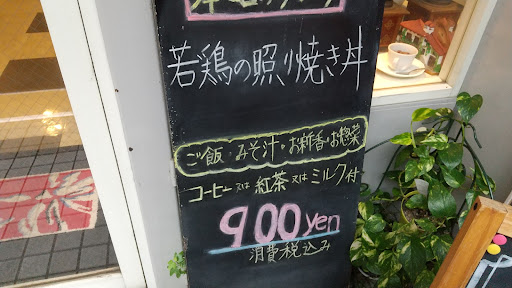 若鶏の照り焼き丼
ご飯・みそ汁・お新香・お惣菜
コーヒー又は紅茶又はミルク付
900yen
消費税込み